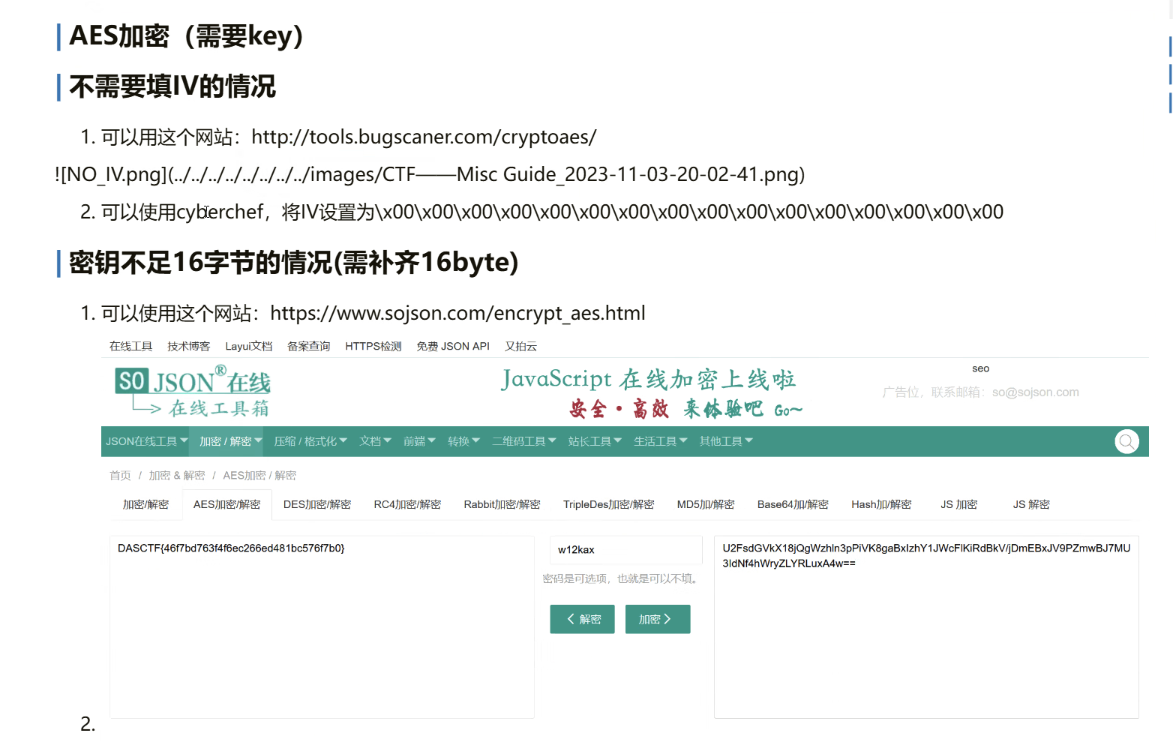 AES加密（需要key）
不需要填IV的情况
1. 可以用这个网站：http://tools.bugscaner.com/cryptoaes/
![NO_IV.png](../../../../../../../../images/CTF——Misc Guide_2023-11-03-20-02-41.png)
2. 可以使用cyberchef，将IV设置为\x00\x00\x00\x00\x00\x00\x00\x00\x00\x00\x00\x00\x00\x00\x00\x00
密钥不足16字节的情况(需补齐16byte)
1. 可以使用这个网站：https://www.sojson.com/encrypt_aes.html
在线工具 技术博客 Layui文档 备案查询 HTTPS检测 免费 JSON API 又拍云
SO JSON®在线
在线工具箱
JavaScript 在线加密上线啦
安全·高效 来体验吧 Go~
seo
广告位，联系邮箱：so@sojson.com
JSON在线工具 加密 / 解密 压缩 / 格式化 文档 前端 转换 二维码工具 站长工具 生活工具 其他工具
首页 / 加密 & 解密 / AES加密 / 解密
加密/解密 AES加密/解密 DES加密/解密 RC4加密/解密 Rabbit加密/解密 TripleDes加密/解密 MD5加/解密 Base64加/解密 Hash加/解密 JS 加密 JS 解密
DASCTF{46f7bd763f4f6ec266ed481bc576f7b0}
w12kax
密码是可选项，也就是可以不填。
解密 加密
U2FsdGVkX18jQgWzhln3pPiVK8gaBxlzhY1JWcFlKiRdBkV/jDmEBxJV9PZmwBJ7MU
3ldNf4hWryZLYRLuxA4w==
2.